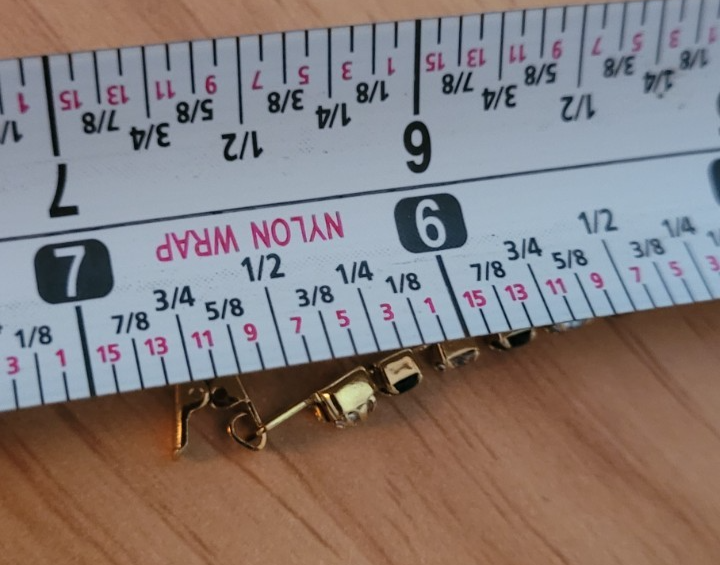 1 15 13 11 9 7 5 3 1 15 13 11 9 7 5 3 1
7/8 3/4 5/8 1/2 3/8 1/4 1/8 7/8 3/4 5/8 1/2 3/8 1/4 1/8
7 6
NYLON WRAP
7 6
1/8 7/8 3/4 5/8 1/2 3/8 1/4 1/8 7/8 3/4 5/8 1/2 3/8 1/4
3 1 15 13 11 9 7 5 3 1 15 13 11 9 7 5 3